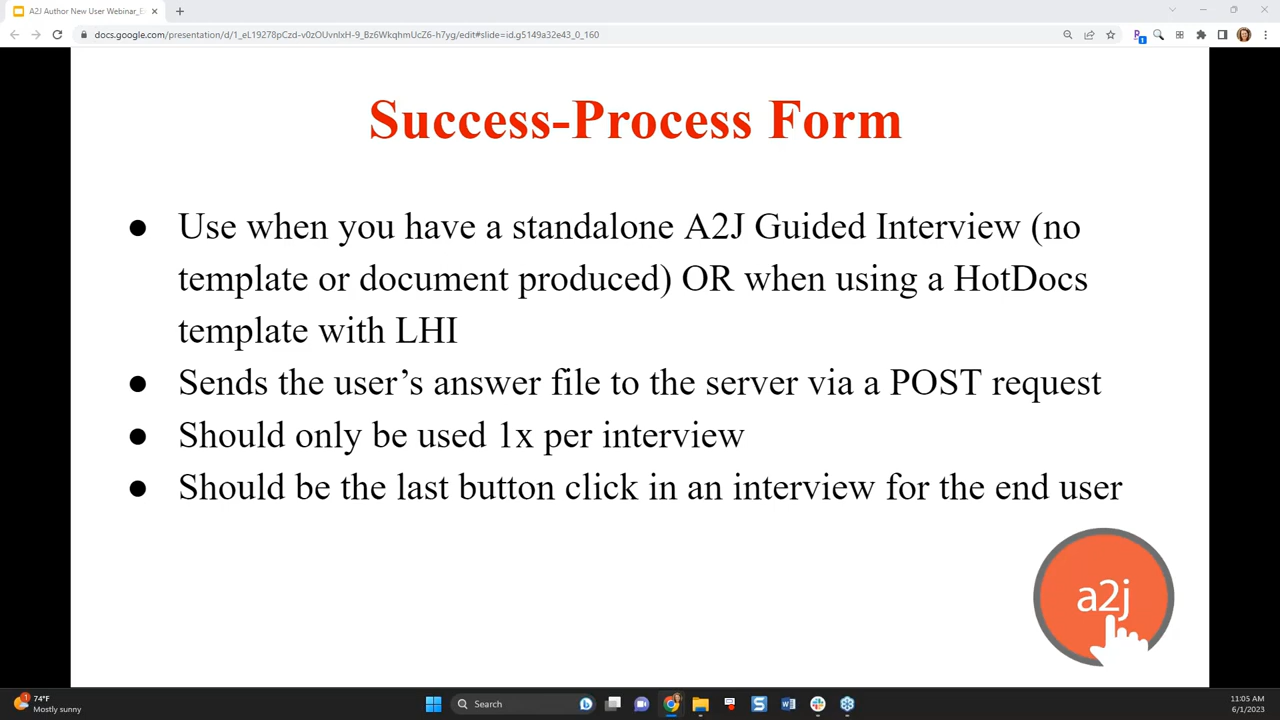 A2J Author New User Webinar_E
docs.google.com/presentation/d/1_eL19278pCzd-v0zOUvnlxH-9_Bz6WkqhmUcZ6-h7yg/edit#slide=id.g5149a32e43_0_160
Success-Process Form
● Use when you have a standalone A2J Guided Interview (no
template or document produced) OR when using a HotDocs
template with LHI
● Sends the user’s answer file to the server via a POST request
● Should only be used 1x per interview
● Should be the last button click in an interview for the end user
a2j
1
74°F
Mostly sunny
Search
11:05 AM
6/1/2023